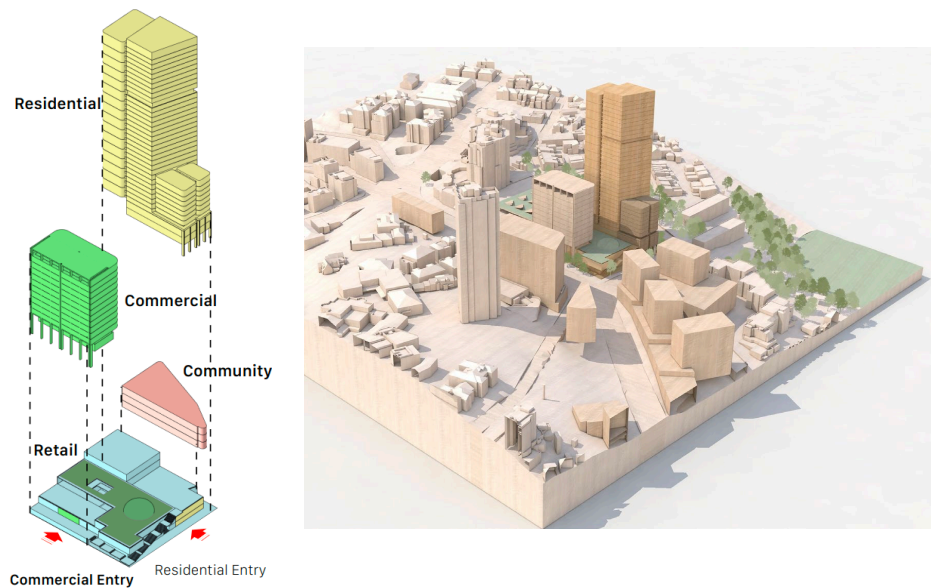 Residential
Commercial
Community
Retail
Residential Entry
Commercial Entry